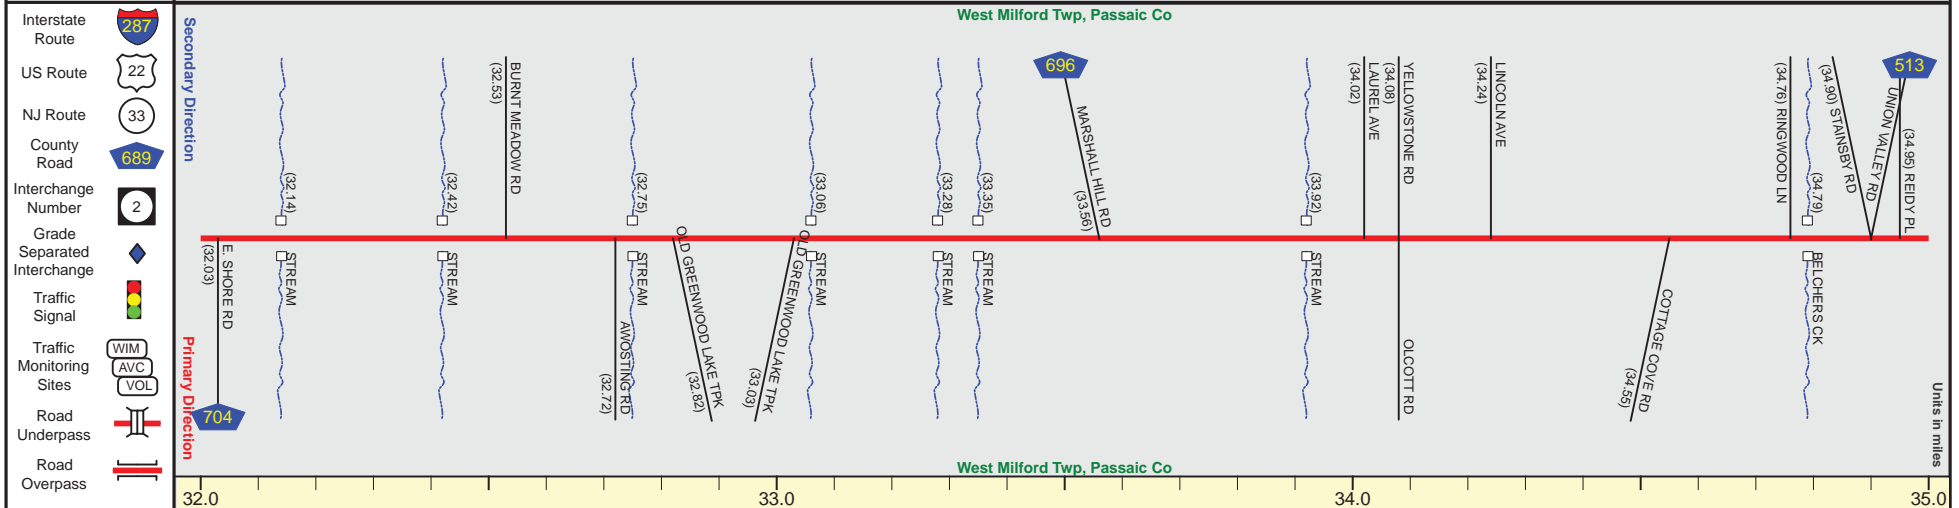 Interstate
Route
287
US Route
22
NJ Route
33
County
Road
689
Interchange
Number
2
Grade
Separated
Interchange
Traffic
Signal
Traffic
Monitoring
Sites
WIM
AVC
VOL
Road
Underpass
Road
Overpass
Secondary Direction
Primary Direction
West Milford Twp, Passaic Co
E. SHORE RD
(32.03)
704
(32.14)
STREAM
(32.42)
STREAM
BURNT MEADOW RD
(32.53)
AWOSTING RD
(32.72)
(32.75)
STREAM
OLD GREENWOOD LAKE TPK
(32.82)
OLD GREENWOOD LAKE TPK
(33.03)
(33.06)
STREAM
(33.28)
(33.35)
696
MARSHALL HILL RD
(33.56)
(33.92)
STREAM
LAUREL AVE
(34.02)
YELLOWSTONE RD
(34.08)
OLCOTT RD
LINCOLN AVE
(34.24)
COTTAGE COVE RD
(34.55)
(34.76) RINGWOOD LN
(34.79)
BELCHERS CK
(34.90) STAINSBY RD
UNION VALLEY RD
513
(34.95) REIDY PL
West Milford Twp, Passaic Co
Units in miles
32.0
33.0
34.0
35.0